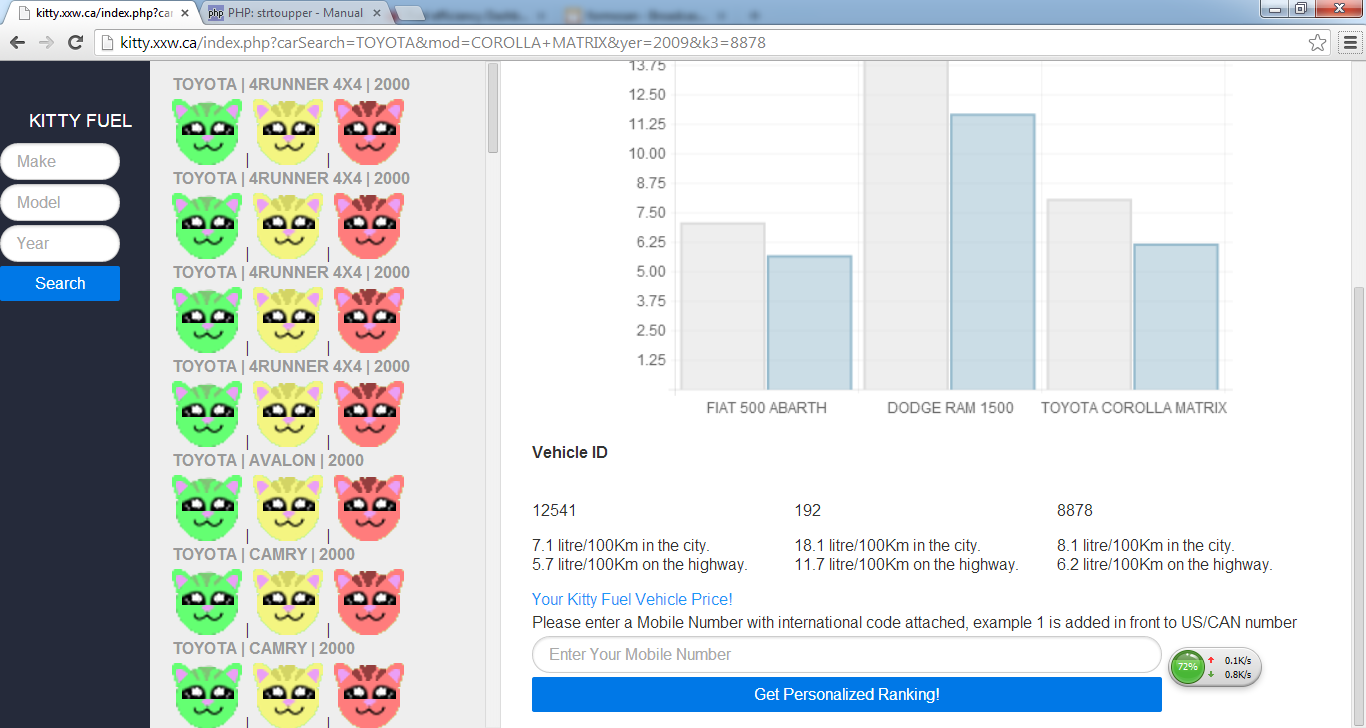 kitty.xxw.ca/index.php?car
php PHP: strtoupper - Manual
kitty.xxw.ca/index.php?carSearch=TOYOTA&mod=COROLLA+MATRIX&yer=2009&k3=8878
KITTY FUEL
Make
Model
Year
Search
TOYOTA | 4RUNNER 4X4 | 2000
| |
TOYOTA | 4RUNNER 4X4 | 2000
| |
TOYOTA | 4RUNNER 4X4 | 2000
| |
TOYOTA | 4RUNNER 4X4 | 2000
| |
TOYOTA | AVALON | 2000
| |
TOYOTA | CAMRY | 2000
| |
TOYOTA | CAMRY | 2000
| |
13.75
12.50
11.25
10.00
8.75
7.50
6.25
5.00
3.75
2.50
1.25
FIAT 500 ABARTH DODGE RAM 1500 TOYOTA COROLLA MATRIX
Vehicle ID
12541 192 8878
7.1 litre/100Km in the city. 18.1 litre/100Km in the city. 8.1 litre/100Km in the city.
5.7 litre/100Km on the highway. 11.7 litre/100Km on the highway. 6.2 litre/100Km on the highway.
Your Kitty Fuel Vehicle Price!
Please enter a Mobile Number with international code attached, example 1 is added in front to US/CAN number
Enter Your Mobile Number
Get Personalized Ranking!
72% 0.1K/s
0.8K/s